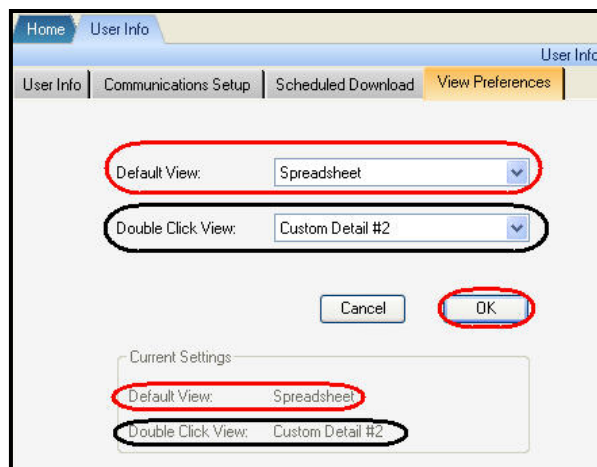 Home User Info
User Info
User Info Communications Setup Scheduled Download View Preferences
Default View: Spreadsheet
Double Click View: Custom Detail #2
Cancel OK
Current Settings
Default View: Spreadsheet
Double Click View: Custom Detail #2